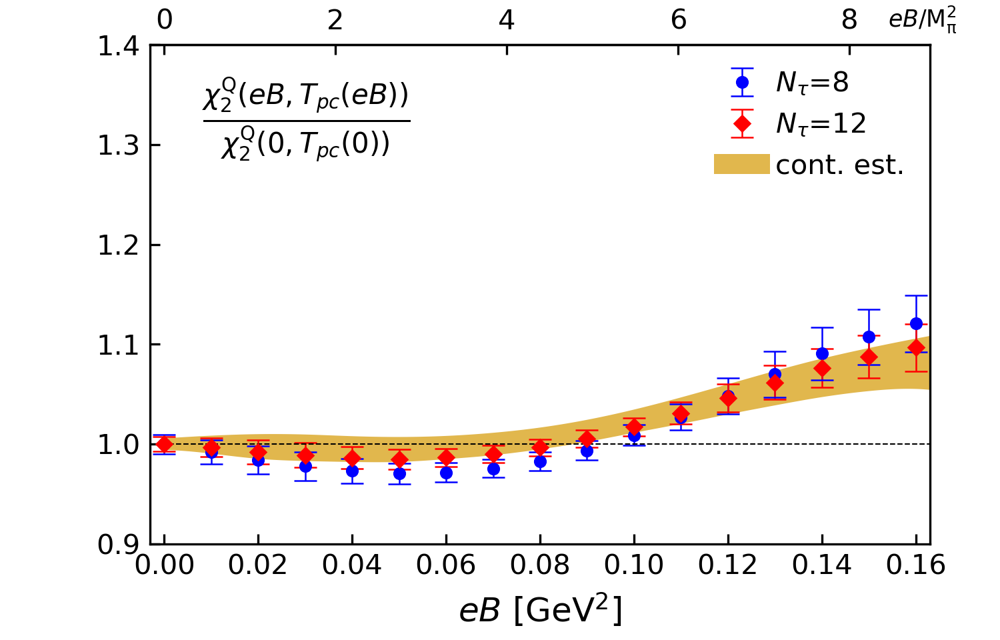 0 2 4 6 8 eB/M_π^2
1.4
1.3
1.2
1.1
1.0
0.9
χ_2^Q(eB, T_pc(eB))
χ_2^Q(0, T_pc(0))
N_τ=8
N_τ=12
cont. est.
0.00 0.02 0.04 0.06 0.08 0.10 0.12 0.14 0.16
eB [GeV^2]